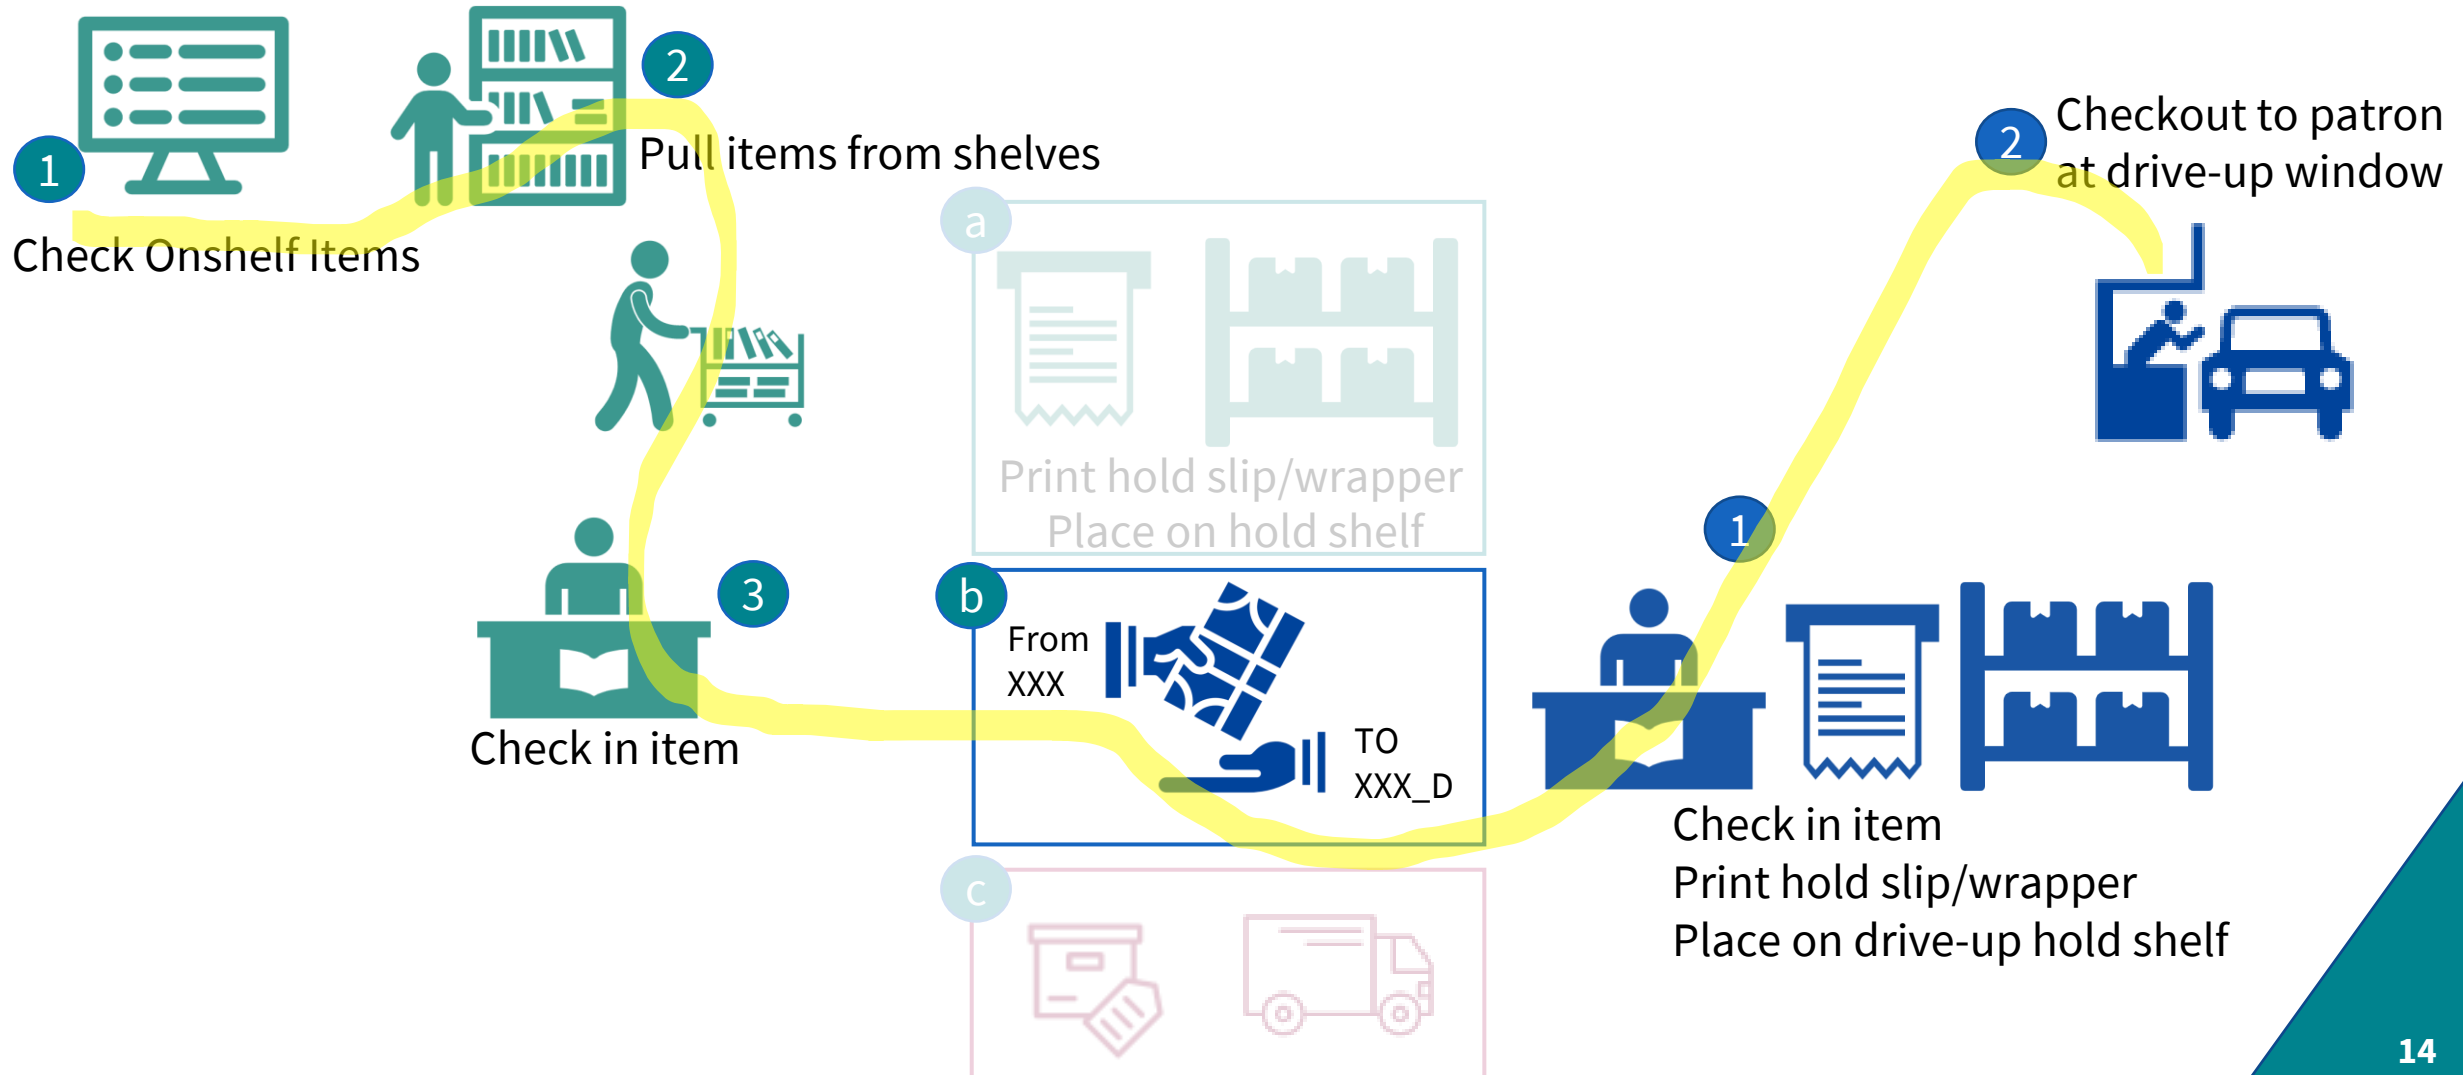 1
Check Onshelf Items
2
Pull items from shelves
3
Check in item
a
Print hold slip/wrapper
Place on hold shelf
b
From
XXX
TO
XXX_D
c
1
Check in item
Print hold slip/wrapper
Place on drive-up hold shelf
2
Checkout to patron
at drive-up window
14